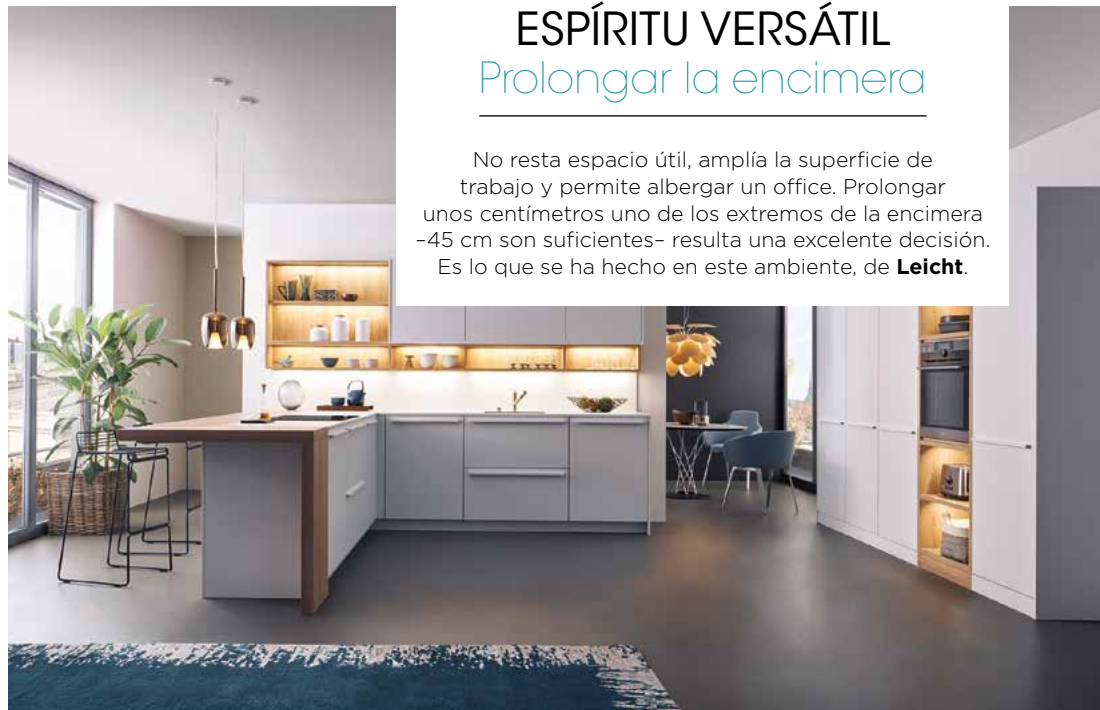 ESPÍRITU VERSÁTIL
Prolongar la encimera
No resta espacio útil, amplía la superficie de
trabajo y permite albergar un office. Prolongar
unos centímetros uno de los extremos de la encimera
–45 cm son suficientes– resulta una excelente decisión.
Es lo que se ha hecho en este ambiente, de Leicht.